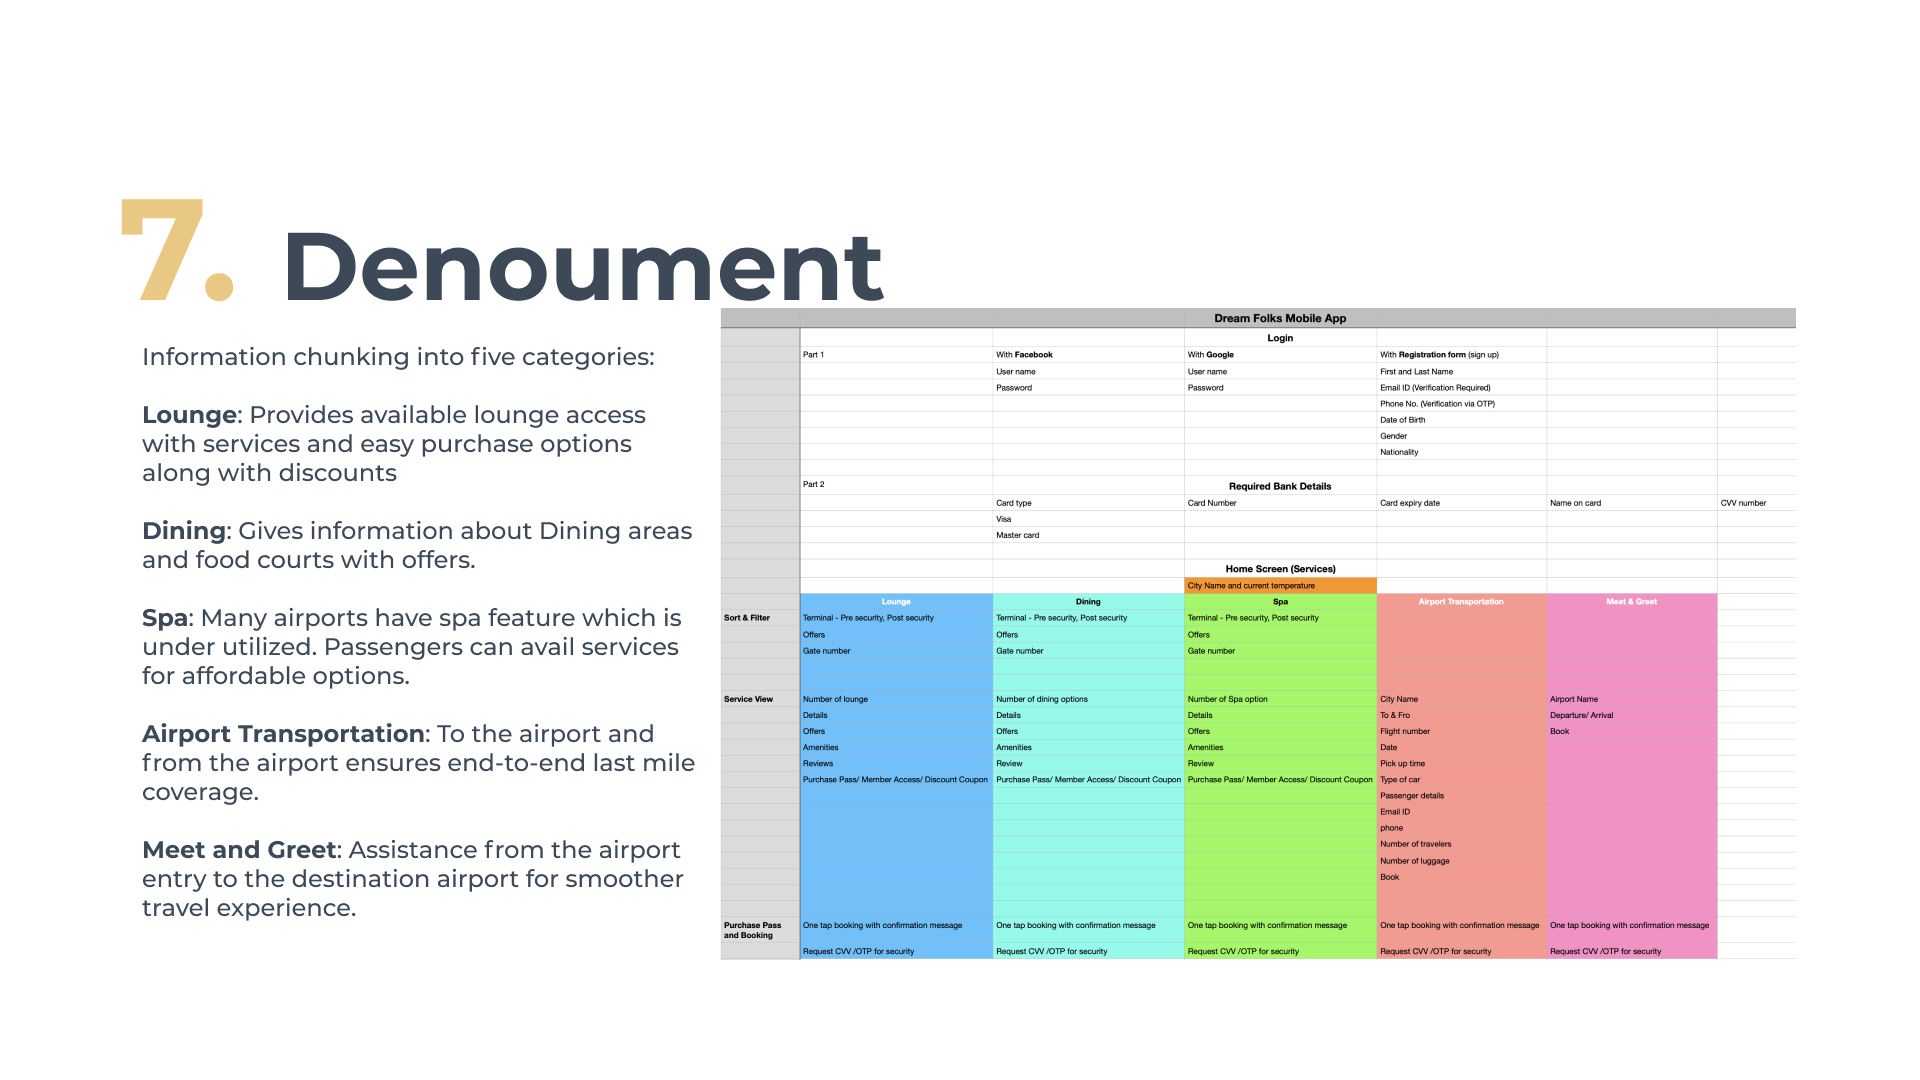 7. Denoument
Information chunking into five categories:
Lounge: Provides available lounge access
with services and easy purchase options
along with discounts
Dining: Gives information about Dining areas
and food courts with offers.
Spa: Many airports have spa feature which is
under utilized. Passengers can avail services
for affordable options.
Airport Transportation: To the airport and
from the airport ensures end-to-end last mile
coverage.
Meet and Greet: Assistance from the airport
entry to the destination airport for smoother
travel experience.
Dream Folks Mobile App
Login
Part 1 With Facebook With Google With Registration form (sign up)
User name User name First and Last Name
Password Password Email ID (Verification Required)
Phone No. (Verification via OTP)
Date of Birth
Gender
Nationality
Part 2 Required Bank Details
Card type Card Number Card expiry date Name on card CVV number
Visa
Master card
Home Screen (Services)
City Name and current temperature
Lounge Dining Spa Airport Transportation Meet & Greet
Sort & Filter Terminal - Pre security, Post security Terminal - Pre security, Post security Terminal - Pre security, Post security
Offers Offers Offers
Gate number Gate number Gate number
Service View Number of lounge Number of dining options Number of Spa option City Name Airport Name
Details Details Details To & Fro Departure/ Arrival
Offers Offers Offers Flight number Book
Amenities Amenities Amenities Date
Reviews Review Review Pick up time
Purchase Pass/ Member Access/ Discount Coupon Purchase Pass/ Member Access/ Discount Coupon Purchase Pass/ Member Access/ Discount Coupon Type of car
Passenger details
Email ID
phone
Number of travelers
Number of luggage
Book
Purchase Pass
and Booking
One tap booking with confirmation message One tap booking with confirmation message One tap booking with confirmation message One tap booking with confirmation message One tap booking with confirmation message
Request CVV /OTP for security Request CVV /OTP for security Request CVV /OTP for security Request CVV /OTP for security Request CVV /OTP for security